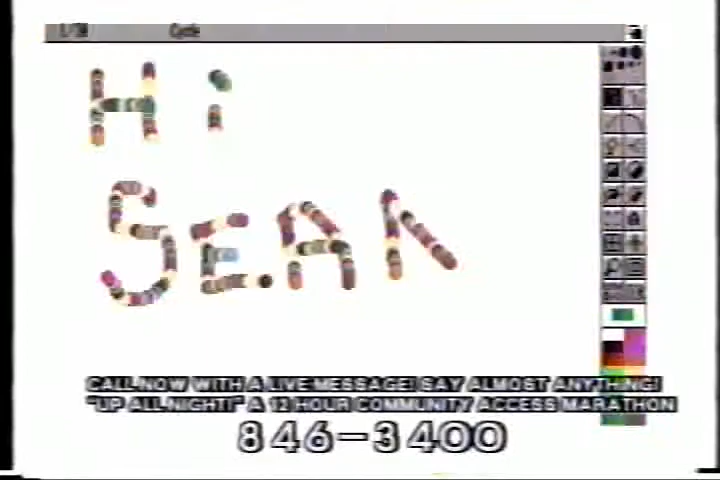 Cycle
Hi
SEAN
CALL NOW WITH A LIVE MESSAGE! SAY ALMOST ANYTHING!
"UP ALL NIGHT!" A 12 HOUR COMMUNITY ACCESS MARATHON
846-3400